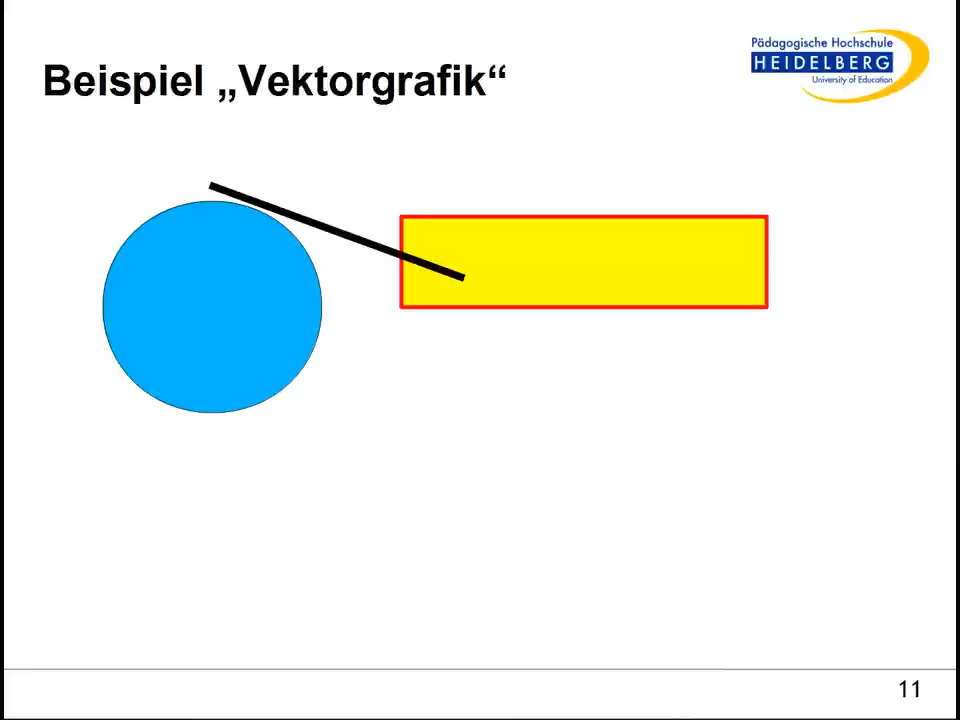 Beispiel „Vektorgrafik“
Pädagogische Hochschule
HEIDELBERG
University of Education
11